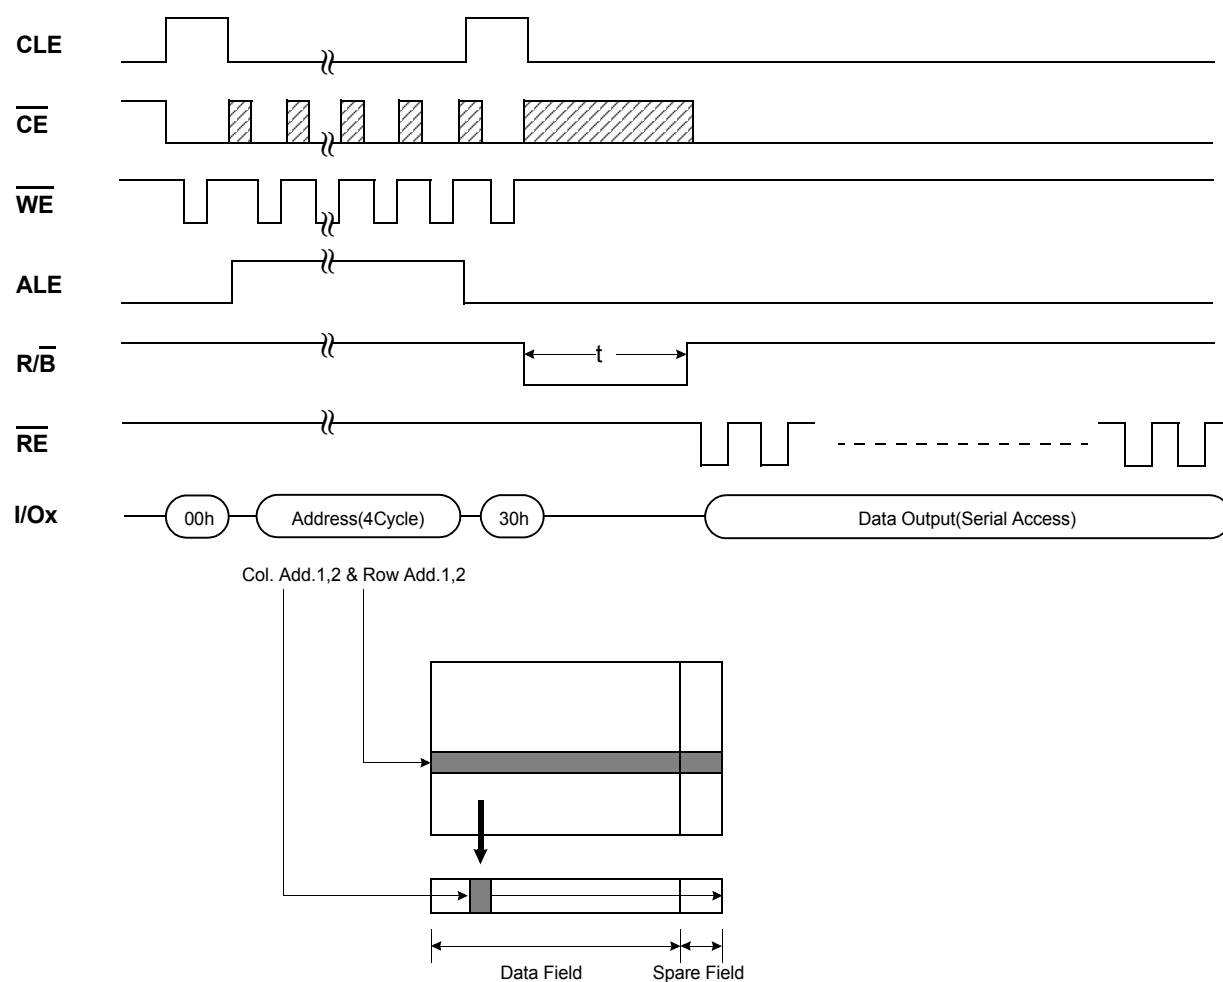 CLE
CE
WE
ALE
R/B
t
RE
I/Ox
00h
Address(4Cycle)
30h
Data Output(Serial Access)
Col. Add.1,2 & Row Add.1,2
Data Field
Spare Field